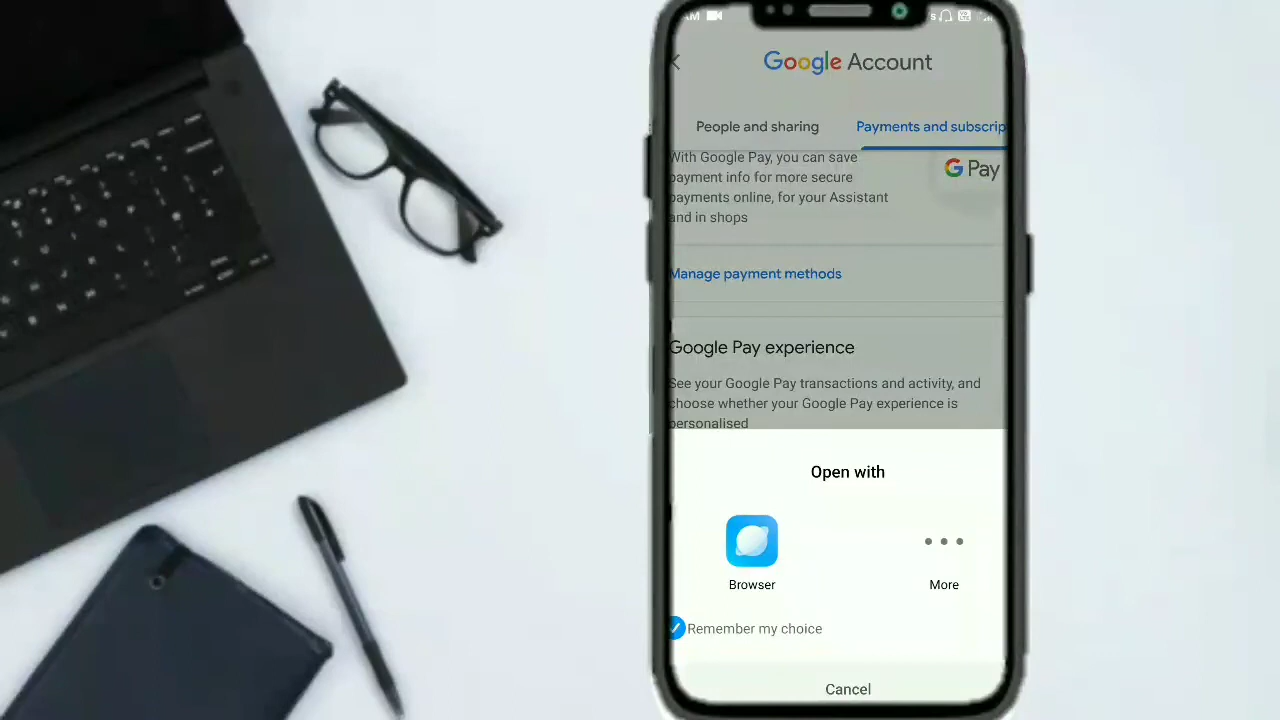 AM
Google Account
People and sharing
Payments and subscrip
With Google Pay, you can save
payment info for more secure
payments online, for your Assistant
and in shops
G Pay
Manage payment methods
Google Pay experience
See your Google Pay transactions and activity, and
choose whether your Google Pay experience is
personalised
Open with
Browser
More
Remember my choice
Cancel